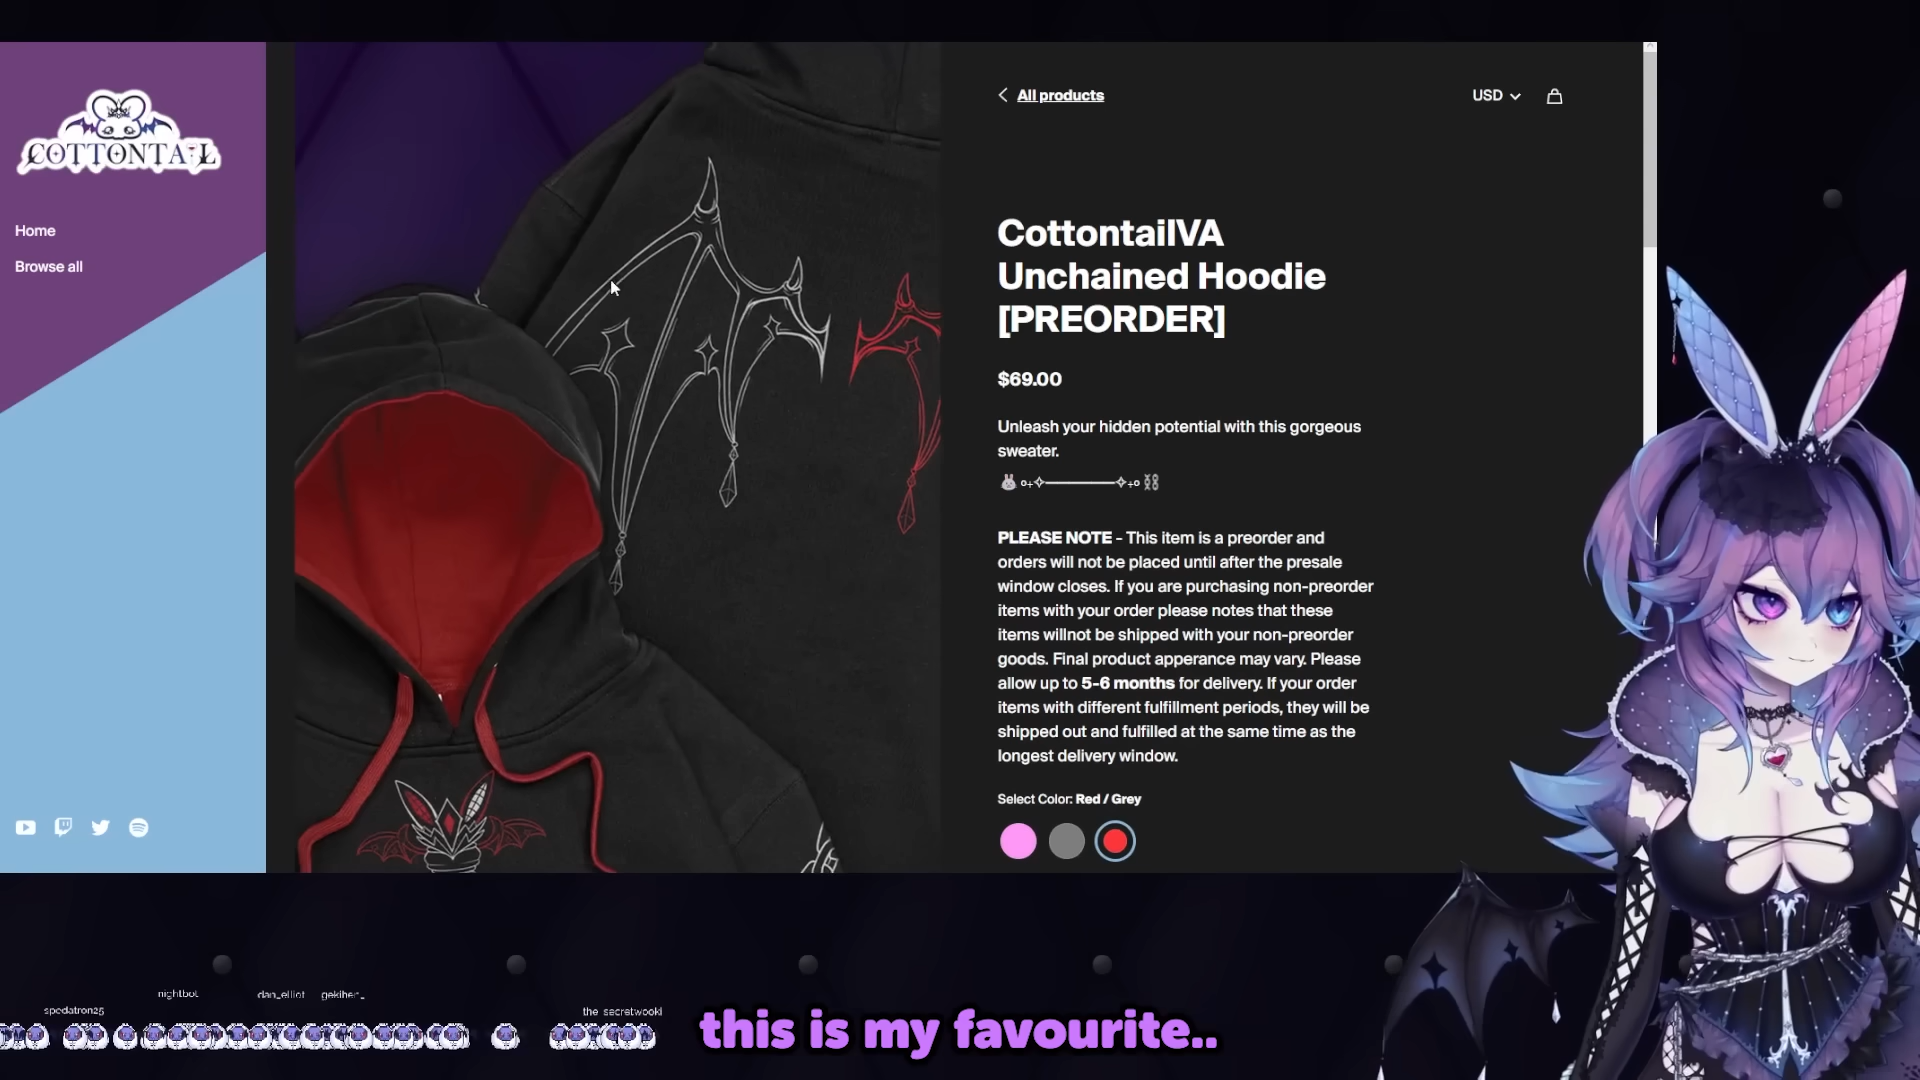 COTTONTAIL
Home
Browse all
All products
USD
CottontailVA
Unchained Hoodie
[PREORDER]
$69.00
Unleash your hidden potential with this gorgeous
sweater.
PLEASE NOTE - This item is a preorder and
orders will not be placed until after the presale
window closes. If you are purchasing non-preorder
items with your order please notes that these
items willnot be shipped with your non-preorder
goods. Final product apperance may vary. Please
allow up to 5-6 months for delivery. If your order
items with different fulfillment periods, they will be
shipped out and fulfilled at the same time as the
longest delivery window.
Select Color: Red / Grey
nightbot
dan_elliot
spedatron25
the secretwooki
this is my favourite..